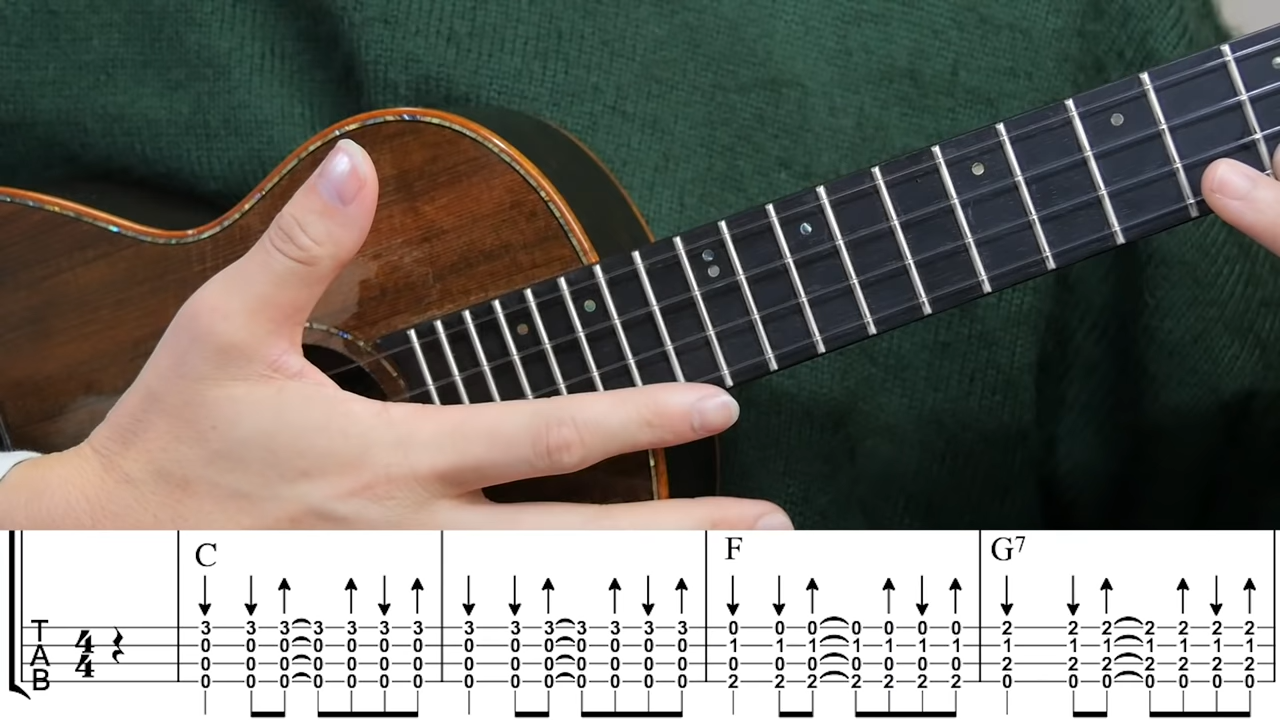 C F G7
T 3 3 3 3 3 3 3 3 3 3 3 3 3 3 0 0 0 0 0 0 0 2 2 2 2 2 2 2
4 0 0 0 0 0 0 0 0 0 0 0 0 0 0 1 1 1 1 1 1 1 1 1 1 1 1 1 1
A 4 0 0 0 0 0 0 0 0 0 0 0 0 0 0 0 0 0 0 0 0 0 2 2 2 2 2 2 2
B 0 0 0 0 0 0 0 0 0 0 0 0 0 0 2 2 2 2 2 2 2 0 0 0 0 0 0 0